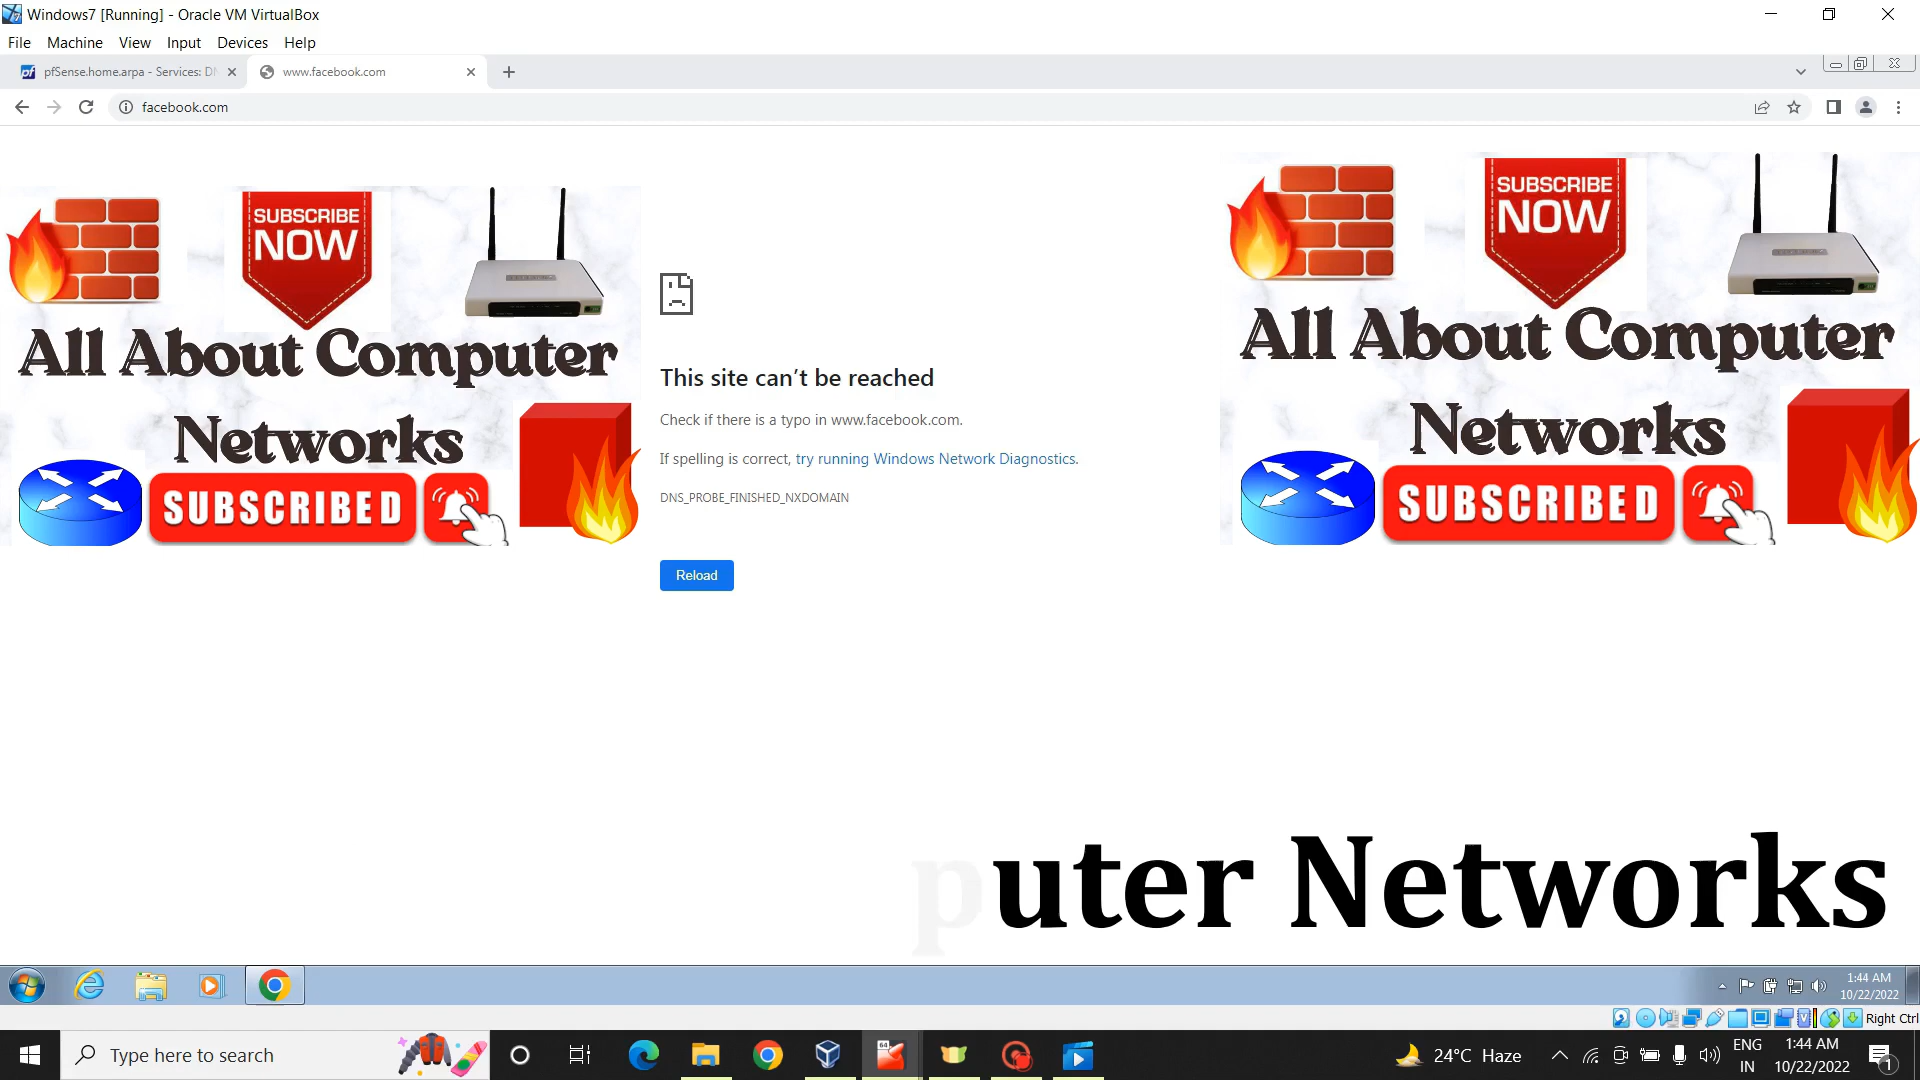 Windows7 [Running] - Oracle VM VirtualBox
File Machine View Input Devices Help
pfSense.home.arpa - Services: DN
www.facebook.com
facebook.com
SUBSCRIBE
NOW
All About Computer
Networks
SUBSCRIBED
This site can’t be reached
Check if there is a typo in www.facebook.com.
If spelling is correct, try running Windows Network Diagnostics.
DNS_PROBE_FINISHED_NXDOMAIN
Reload
SUBSCRIBE
NOW
All About Computer
Networks
SUBSCRIBED
puter Networks
1:44 AM
10/22/2022
Right Ctrl
Type here to search
64
24°C Haze
ENG
IN
1:44 AM
10/22/2022
1